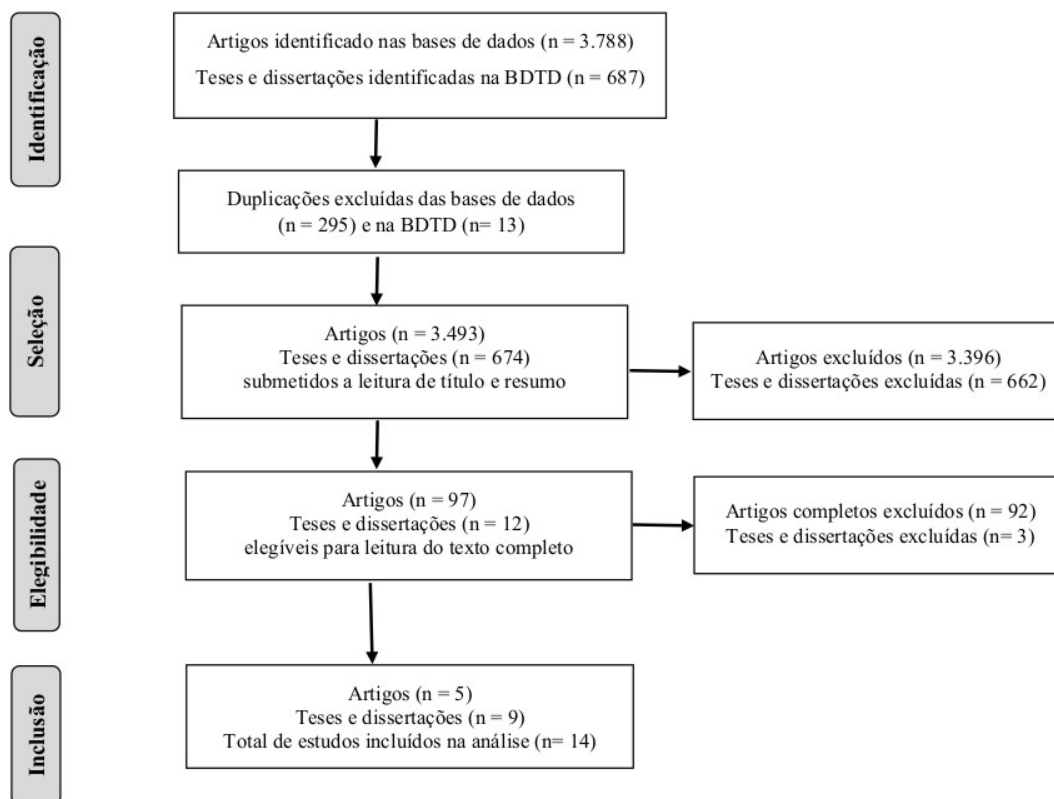 Identificação
Artigos identificado nas bases de dados (n = 3.788)
Teses e dissertações identificadas na BDTD (n = 687)
Duplicações excluídas das bases de dados
(n = 295) e na BDTD (n= 13)
Seleção
Artigos (n = 3.493)
Teses e dissertações (n = 674)
submetidos a leitura de título e resumo
Artigos excluídos (n = 3.396)
Teses e dissertações excluídas (n = 662)
Elegibilidade
Artigos (n = 97)
Teses e dissertações (n = 12)
elegíveis para leitura do texto completo
Artigos completos excluídos (n = 92)
Teses e dissertações excluídas (n= 3)
Inclusão
Artigos (n = 5)
Teses e dissertações (n = 9)
Total de estudos incluídos na análise (n= 14)